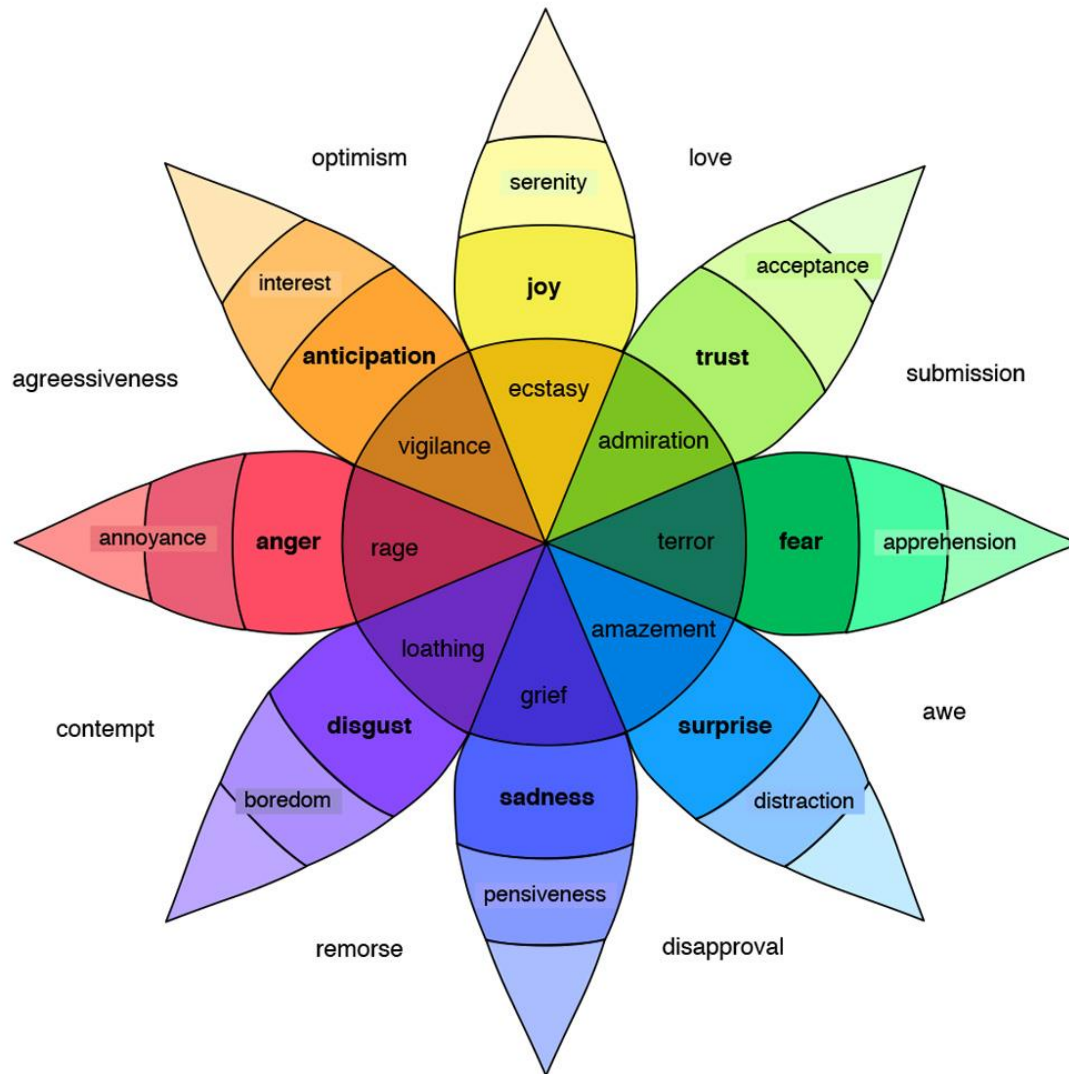 optimism
love
serenity
acceptance
interest
joy
anticipation
trust
agreessiveness
submission
ecstasy
vigilance
admiration
annoyance
anger
rage
terror
fear
apprehension
loathing
amazement
grief
contempt
awe
disgust
surprise
boredom
sadness
distraction
pensiveness
remorse
disapproval